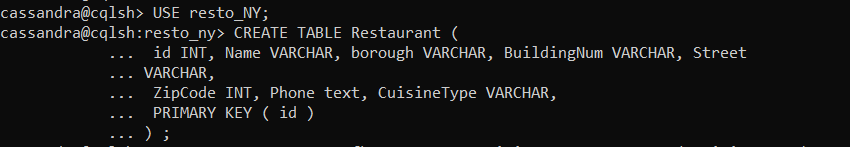 cassandra@cqlsh> USE resto_NY;
cassandra@cqlsh:resto_ny> CREATE TABLE Restaurant (
... id INT, Name VARCHAR, borough VARCHAR, BuildingNum VARCHAR, Street
... VARCHAR,
... ZipCode INT, Phone text, CuisineType VARCHAR,
... PRIMARY KEY ( id )
... ) ;